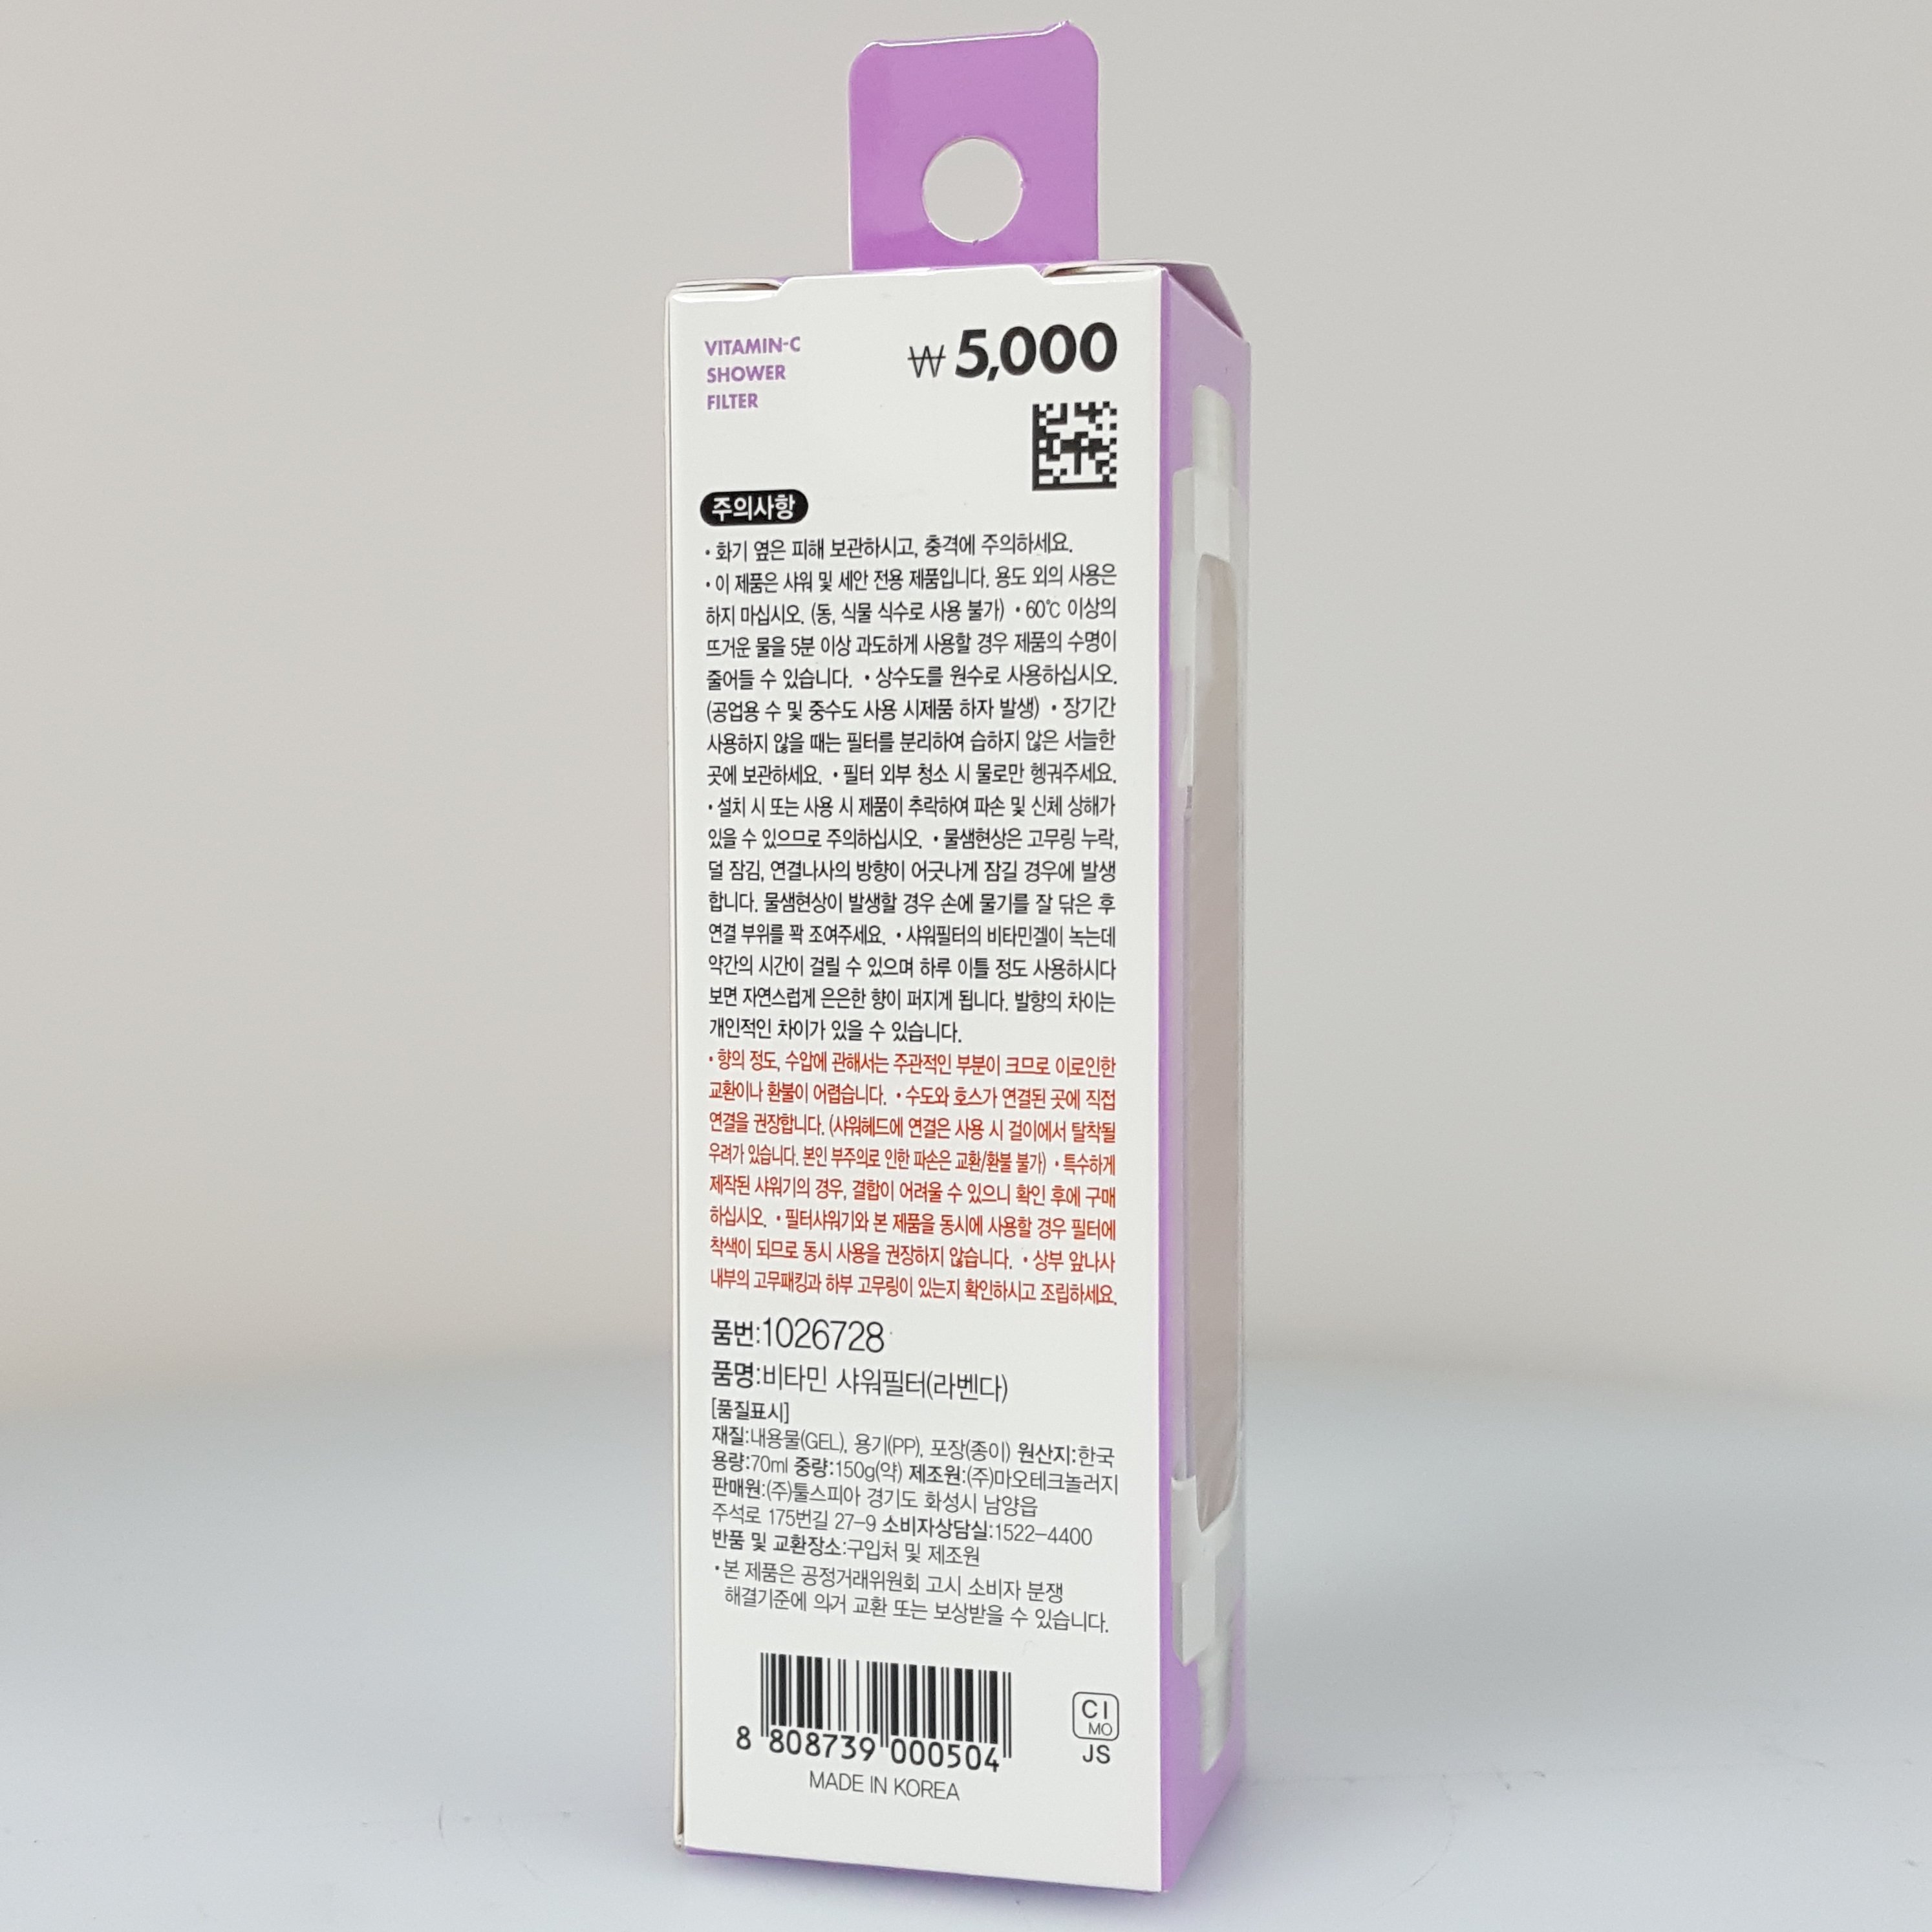 VITAMIN-C
SHOWER
FILTER
₩5,000
주의사항
• 화기 옆은 피해 보관하시고, 충격에 주의하세요.
• 이 제품은 샤워 및 세안 전용 제품입니다. 용도 외의 사용은
하지 마십시오. (동, 식물 식수로 사용 불가) • 60℃ 이상의
뜨거운 물을 5분 이상 과도하게 사용할 경우 제품의 수명이
줄어들 수 있습니다. • 상수도를 원수로 사용하십시오.
(공업용 수 및 중수도 사용 시제품 하자 발생) • 장기간
사용하지 않을 때는 필터를 분리하여 습하지 않은 서늘한
곳에 보관하세요. • 필터 외부 청소 시 물로만 헹궈주세요.
• 설치 시 또는 사용 시 제품이 추락하여 파손 및 신체 상해가
있을 수 있으므로 주의하십시오. • 물샘현상은 고무링 누락,
덜 잠김, 연결나사의 방향이 어긋나게 잠길 경우에 발생
합니다. 물샘현상이 발생할 경우 손에 물기를 잘 닦은 후
연결 부위를 꽉 조여주세요. • 샤워필터의 비타민겔이 녹는데
약간의 시간이 걸릴 수 있으며 하루 이틀 정도 사용하시다
보면 자연스럽게 은은한 향이 퍼지게 됩니다. 발향의 차이는
개인적인 차이가 있을 수 있습니다.
• 향의 정도, 수압에 관해서는 주관적인 부분이 크므로 이로인한
교환이나 환불이 어렵습니다. • 수도와 호스가 연결된 곳에 직접
연결을 권장합니다. (샤워헤드에 연결은 사용 시 걸이에서 탈착될
우려가 있습니다. 본인 부주의로 인한 파손은 교환/환불 불가) • 특수하게
제작된 샤워기의 경우, 결합이 어려울 수 있으니 확인 후에 구매
하십시오. • 필터샤워기와 본 제품을 동시에 사용할 경우 필터에
착색이 되므로 동시 사용을 권장하지 않습니다. • 상부 앞나사
내부의 고무패킹과 하부 고무링이 있는지 확인하시고 조립하세요.
품번:1026728
품명:비타민 샤워필터(라벤다)
[품질표시]
재질:내용물(GEL), 용기(PP), 포장(종이) 원산지:한국
용량:70ml 중량:150g(약) 제조원:(주)마오테크놀러지
판매원:(주)툴스피아 경기도 화성시 남양읍
주석로 175번길 27-9 소비자상담실:1522-4400
반품 및 교환장소:구입처 및 제조원
• 본 제품은 공정거래위원회 고시 소비자 분쟁
해결기준에 의거 교환 또는 보상받을 수 있습니다.
8 808739 000504
MADE IN KOREA
CI
MO
JS